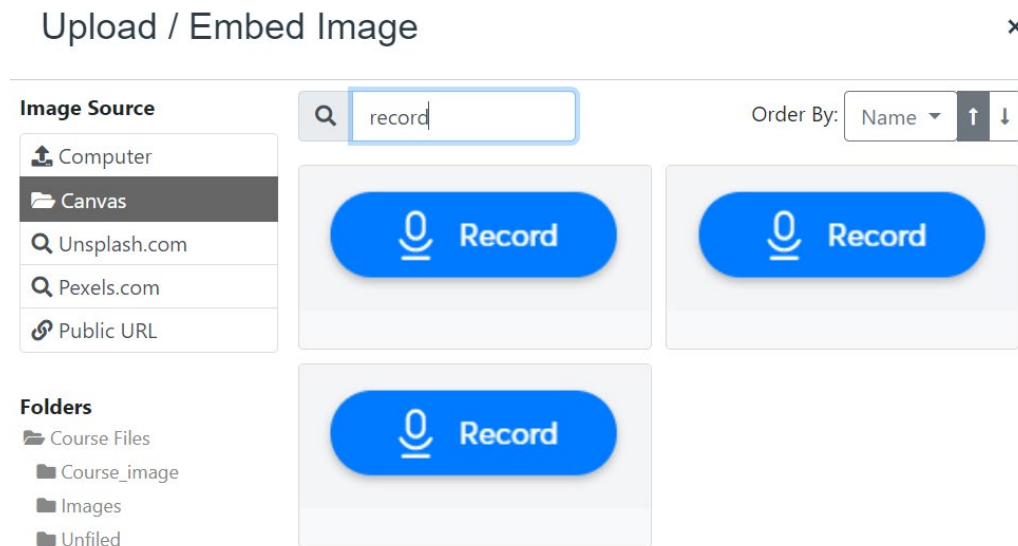 Upload / Embed Image
Image Source
Computer
Canvas
Unsplash.com
Pexels.com
Public URL
Folders
Course Files
Course_image
Images
Unfiled
record
Order By: Name
Record
Record
Record